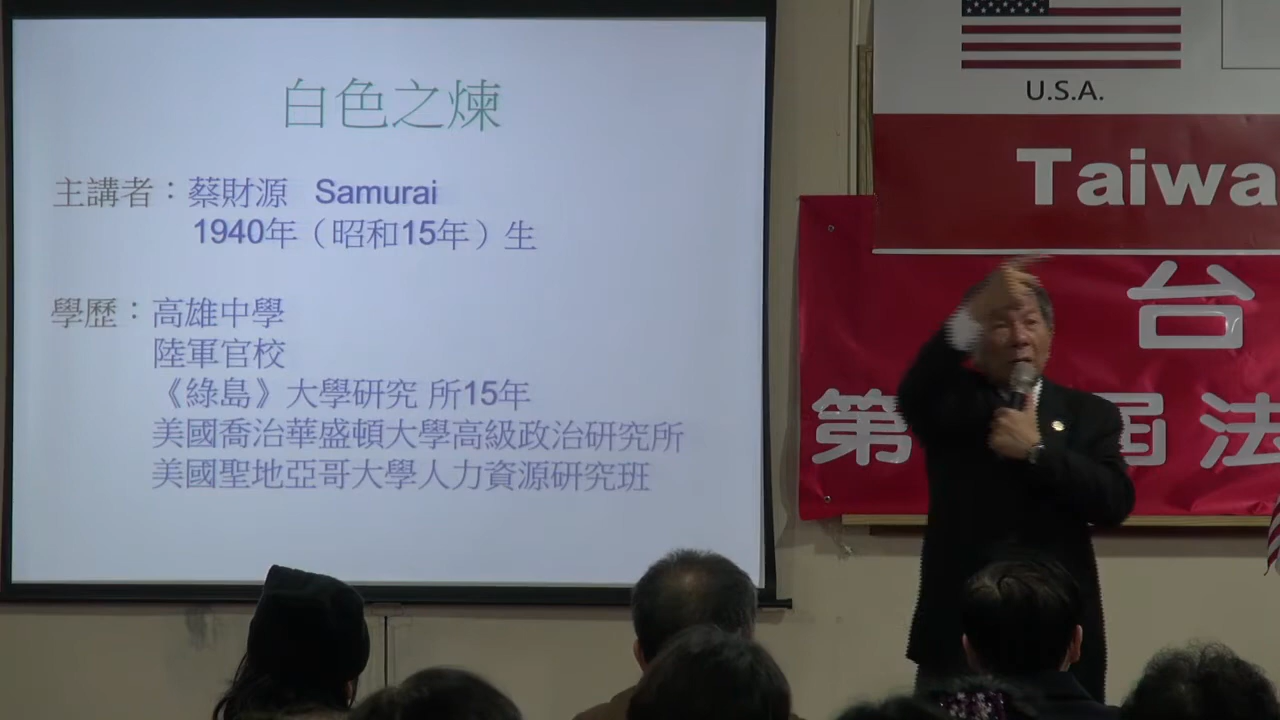 白色之煉
主講者：蔡財源 Samurai
1940年（昭和15年）生
學歷：高雄中學
陸軍官校
《綠島》大學研究 所15年
美國喬治華盛頓大學高級政治研究所
美國聖地亞哥大學人力資源研究班
U.S.A.
Taiwa
台
第 屆 法